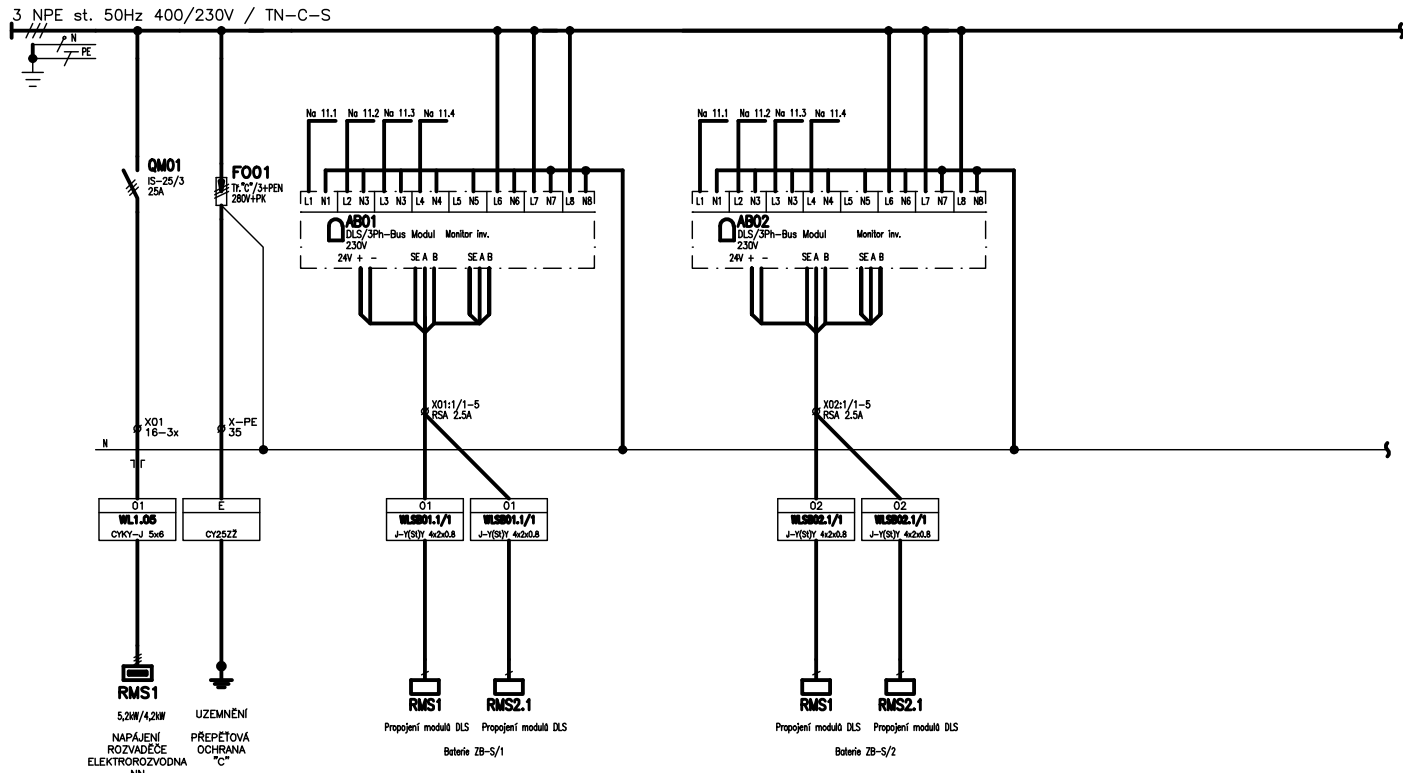 3 NPE st. 50Hz 400/230V / TN-C-S
N
PE
QM01
IS-25/3
25A
FO01
Tř."C"/3+PEN
280V+PK
Na 11.1 Na 11.2 Na 11.3 Na 11.4
L1 N1 L2 N3 L3 N3 L4 N4 L5 N5 L6 N6 L7 N7 L8 N8
AB01
DLS/3Ph-Bus Modul Monitor inv.
230V
24V + - SE A B SE A B
Na 11.1 Na 11.2 Na 11.3 Na 11.4
L1 N1 L2 N3 L3 N3 L4 N4 L5 N5 L6 N6 L7 N7 L8 N8
AB02
DLS/3Ph-Bus Modul Monitor inv.
230V
24V + - SE A B SE A B
X01
16-3x
X-PE
35
X01:1/1-5
RSA 2.5A
X02:1/1-5
RSA 2.5A
N
01
WL1.05
CYKY-J 5x6
E
CY25ZŽ
01
WLSB01.1/1
J-Y(St)Y 4x2x0.8
01
WLSB01.1/1
J-Y(St)Y 4x2x0.8
02
WLSB02.1/1
J-Y(St)Y 4x2x0.8
02
WLSB02.1/1
J-Y(St)Y 4x2x0.8
RMS1
5,2kW/4,2kW
NAPÁJENÍ
ROZVADĚČE
ELEKTROROZVODNA
NN
UZEMNĚNÍ
PŘEPĚŤOVÁ
OCHRANA
"C"
RMS1
Propojení modulů DLS
RMS2.1
Propojení modulů DLS
Baterie ZB-S/1
RMS1
Propojení modulů DLS
RMS2.1
Propojení modulů DLS
Baterie ZB-S/2